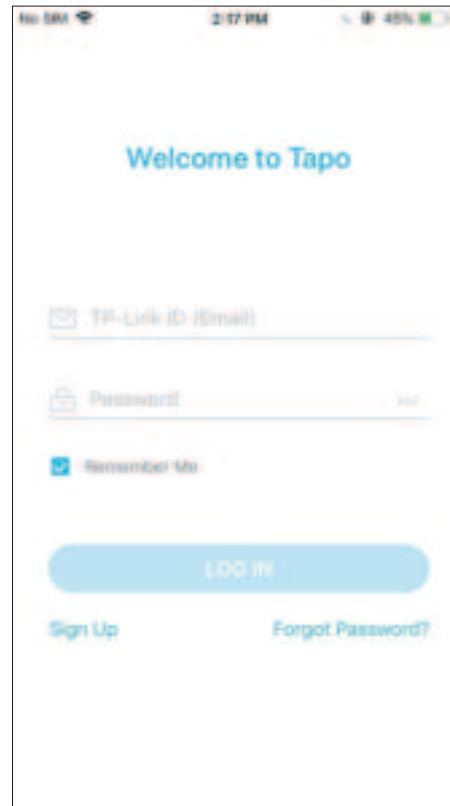 No SIM 2:17 PM 45%
Welcome to Tapo
TP-Link ID (Email)
Password
Remember Me
LOG IN
Sign Up Forgot Password?